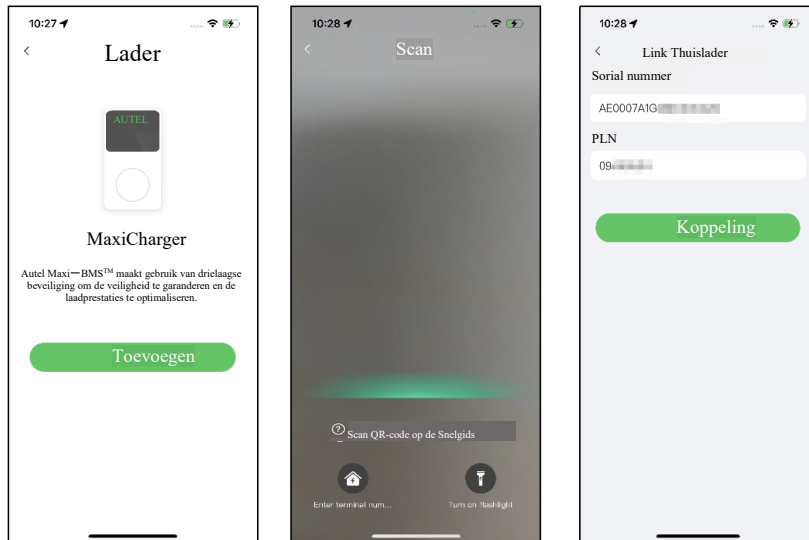 10:27
Lader
AUTEL
MaxiCharger
Autel Maxi一BMS™ maakt gebruik van drielaagse
beveiliging om de veiligheid te garanderen en de
laadprestaties te optimaliseren.
Toevoegen
10:28
Scan
? Scan QR-code op de Snelgids
Enter terminal num...
Turn on flashlight
10:28
Link Thuislader
Sorial nummer
AE0007A1G
PLN
09
Koppeling